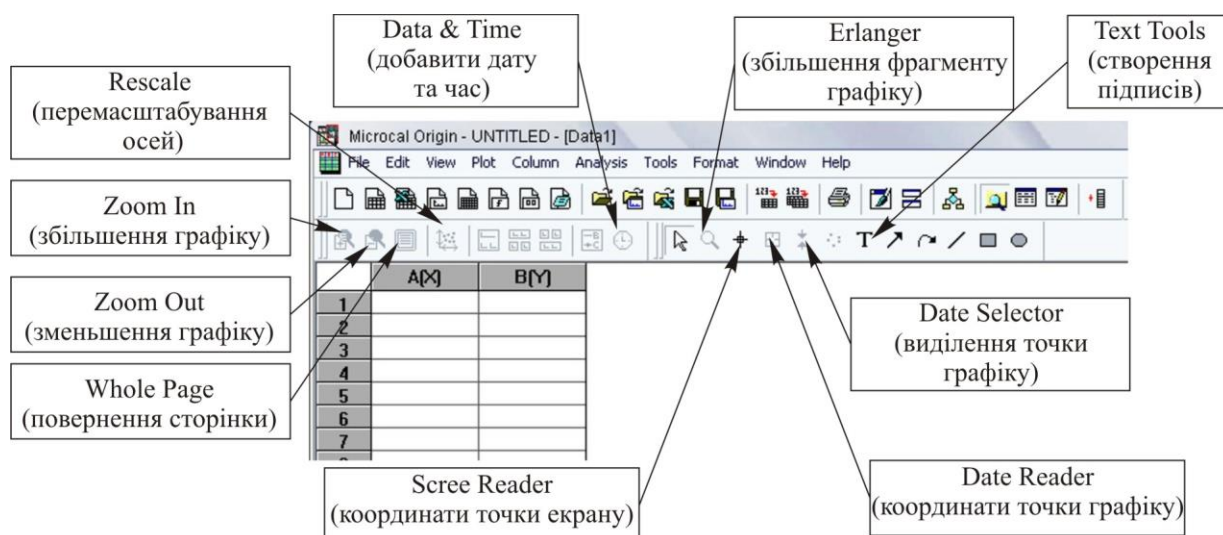 Data & Time
(добавити дату
та час)
Erlanger
(збільшення фрагменту
графіку)
Text Tools
(створення
підписів)
Rescale
(перемасштабування
осей)
Zoom In
(збільшення графіку)
Zoom Out
(зменьшення графіку)
Whole Page
(повернення сторінки)
Microcal Origin - UNTITLED - [Data1]
File Edit View Plot Column Analysis Tools Format Window Help
A(X) B(Y)
1
2
3
4
5
6
7
Date Selector
(виділення точки
графіку)
Scree Reader
(координати точки екрану)
Date Reader
(координати точки графіку)